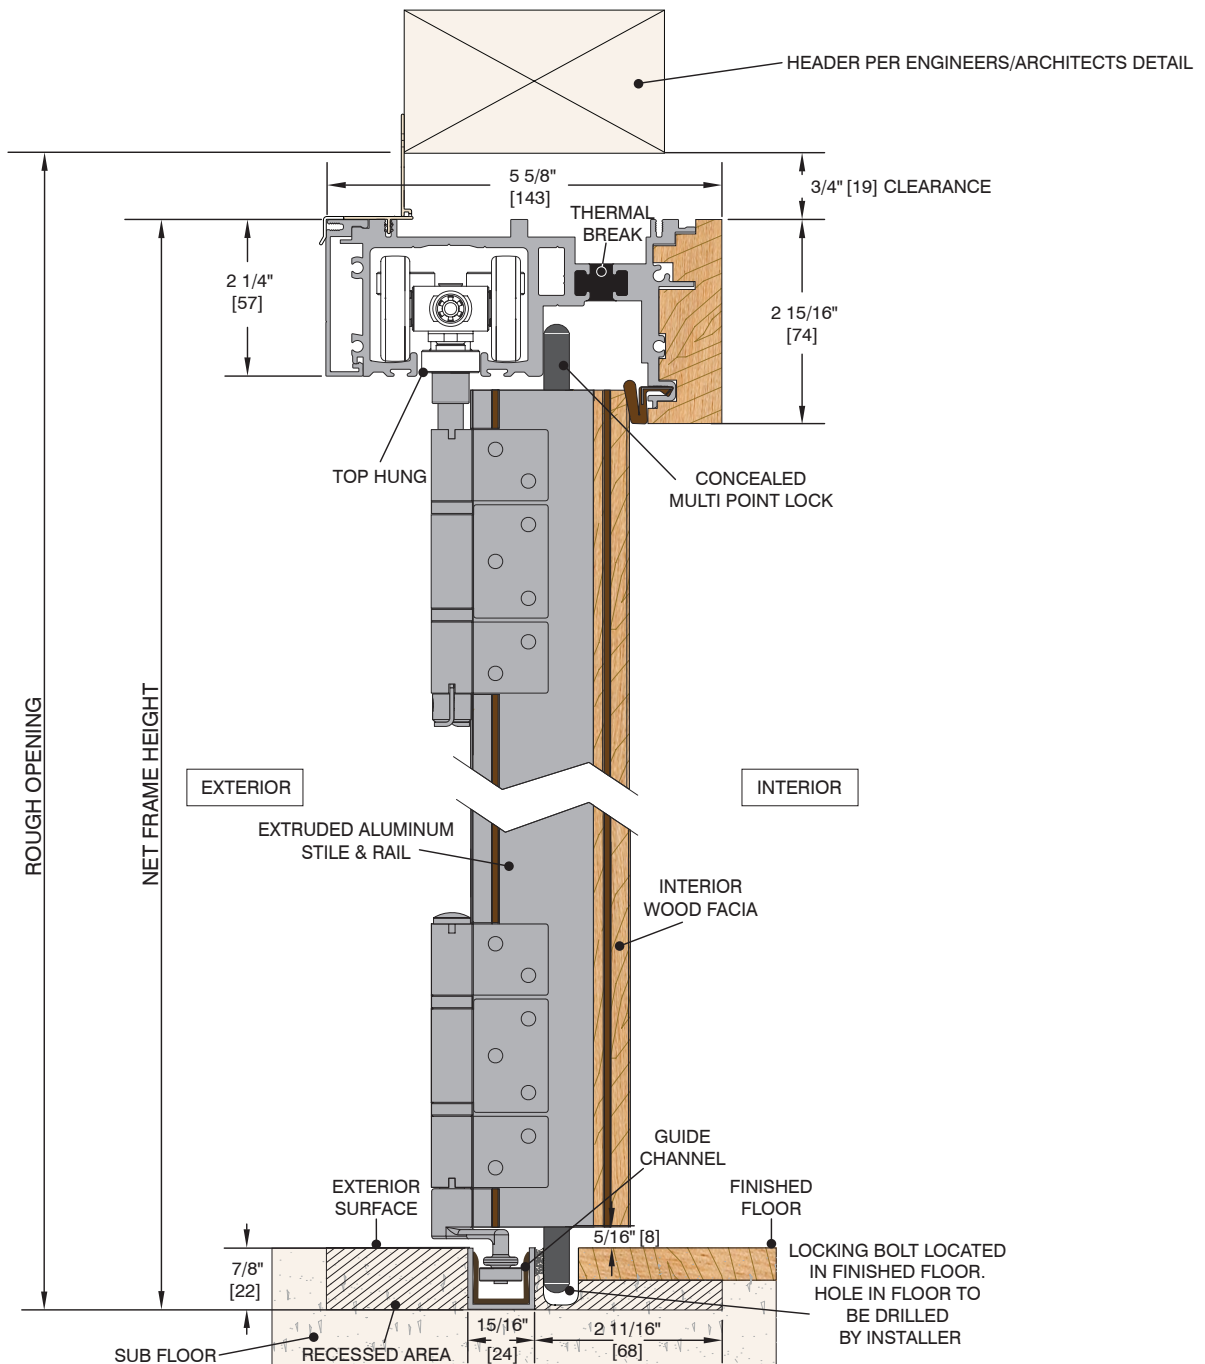 HEADER PER ENGINEERS/ARCHITECTS DETAIL
5 5/8"
[143]
3/4" [19] CLEARANCE
THERMAL
BREAK
2 1/4"
[57]
2 15/16"
[74]
TOP HUNG
CONCEALED
MULTI POINT LOCK
ROUGH OPENING
NET FRAME HEIGHT
EXTERIOR
INTERIOR
EXTRUDED ALUMINUM
STILE & RAIL
INTERIOR
WOOD FACIA
GUIDE
CHANNEL
EXTERIOR
SURFACE
FINISHED
FLOOR
5/16" [8]
7/8"
[22]
LOCKING BOLT LOCATED
IN FINISHED FLOOR.
HOLE IN FLOOR TO
BE DRILLED
BY INSTALLER
15/16"
[24]
2 11/16"
[68]
SUB FLOOR
RECESSED AREA